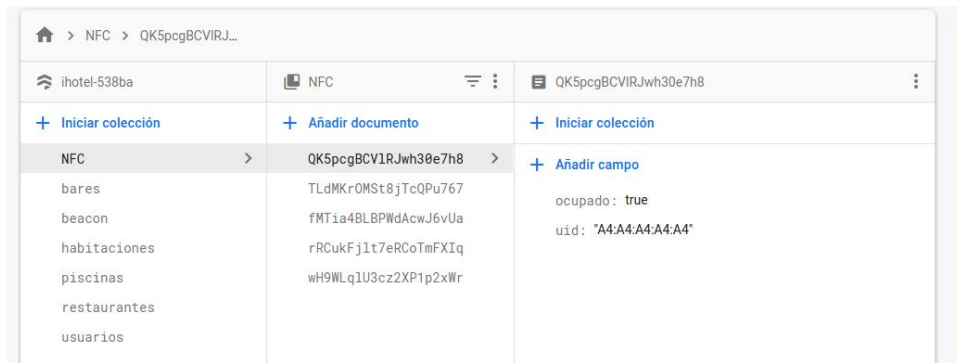 NFC > QK5pcgBCVlRJ…
ihotel-538ba
NFC
QK5pcgBCVlRJwh30e7h8
+ Iniciar colección
+ Añadir documento
+ Iniciar colección
NFC >
bares
beacon
habitaciones
piscinas
restaurantes
usuarios
QK5pcgBCVlRJwh30e7h8 >
TLdMKrOMSt8jTcQPu767
fMTia4BLBPWdAcwJ6vUa
rRCukFjlt7eRCoTmFXIq
wH9WLqlU3cz2XP1p2xWr
+ Añadir campo
ocupado: true
uid: "A4:A4:A4:A4:A4"